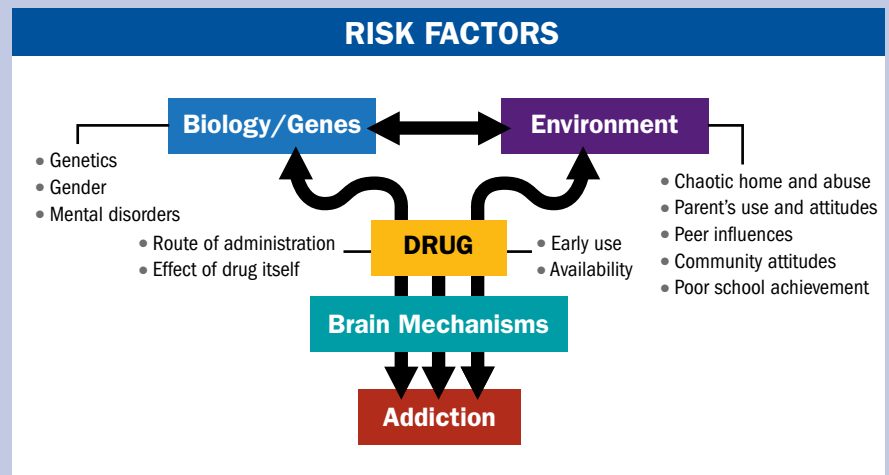 RISK FACTORS
Biology/Genes
Environment
• Genetics
• Gender
• Mental disorders
• Chaotic home and abuse
• Parent's use and attitudes
• Peer influences
• Community attitudes
• Poor school achievement
• Route of administration
• Effect of drug itself
DRUG
• Early use
• Availability
Brain Mechanisms
Addiction